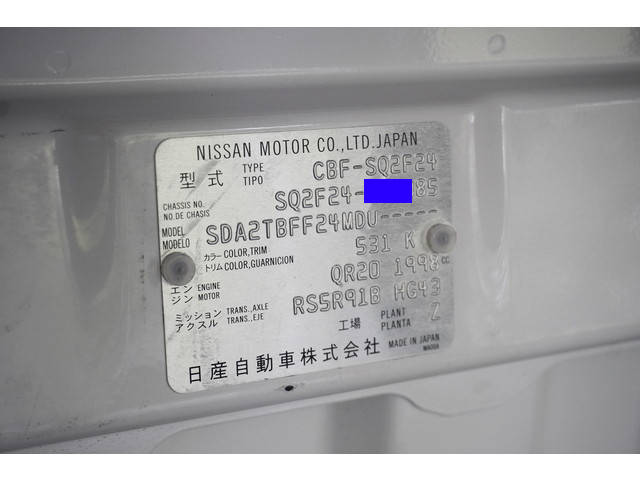 NISSAN MOTOR CO.,LTD.JAPAN
型式 TYPE TIPO CBF-SQ2F24
CHASSIS NO. NO.DE CHASIS SQ2F24- 85
MODEL MODELO SDA2TBFF24MDU-----
カラー COLOR,TRIM トリム COLOR,GUARNICION 531 K
エンジン ENGINE MOTOR QR20 1998 cc
ミッション アクスル TRANS.,AXLE TRANS.,EJE RS5R91B HG43
工場 PLANT PLANTA Z
日産自動車株式会社 MADE IN JAPAN